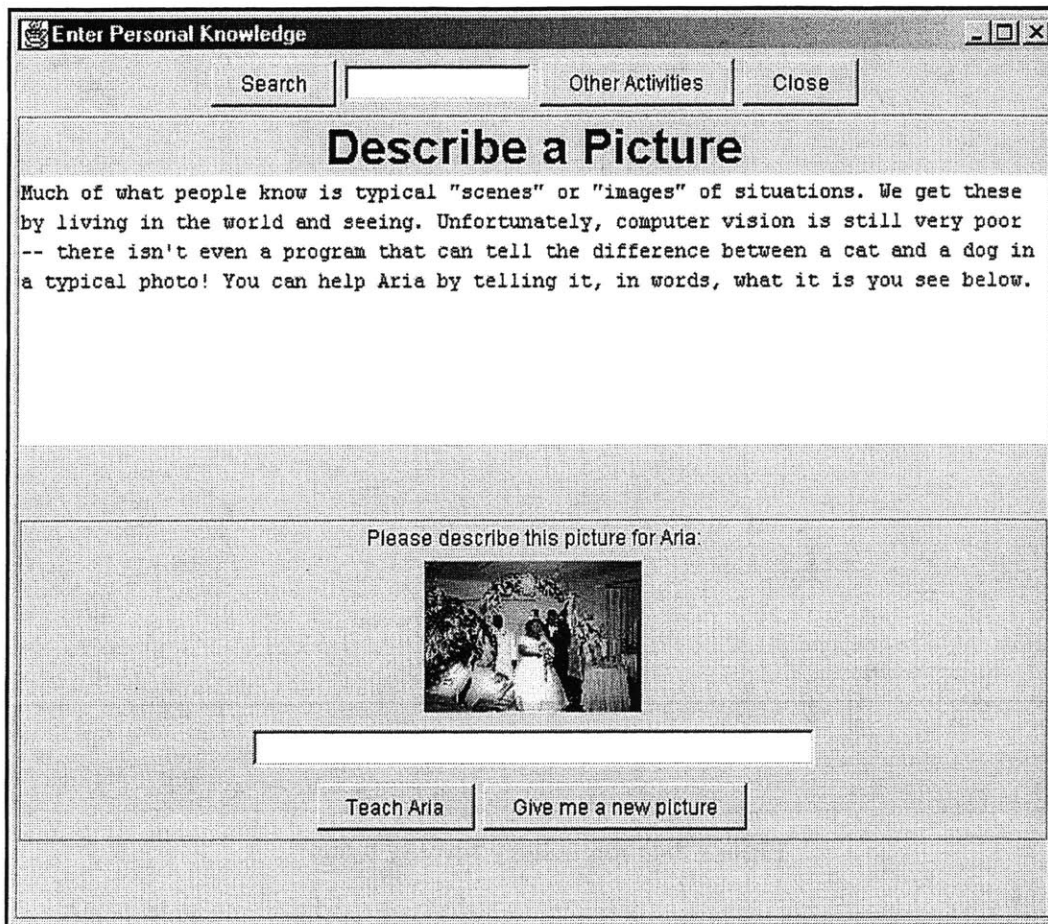 Enter Personal Knowledge
Search Other Activities Close
Describe a Picture
Much of what people know is typical "scenes" or "images" of situations. We get these
by living in the world and seeing. Unfortunately, computer vision is still very poor
-- there isn't even a program that can tell the difference between a cat and a dog in
a typical photo! You can help Aria by telling it, in words, what it is you see below.
Please describe this picture for Aria:
Teach Aria Give me a new picture